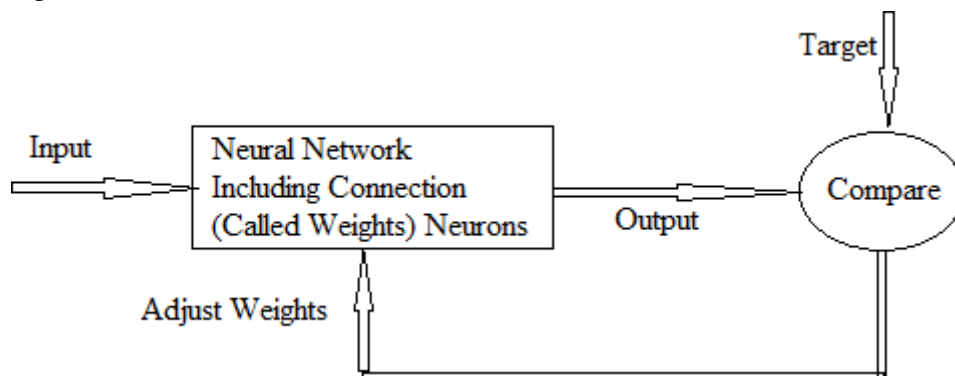 Target
Input
Neural Network
Including Connection
(Called Weights) Neurons
Compare
Output
Adjust Weights